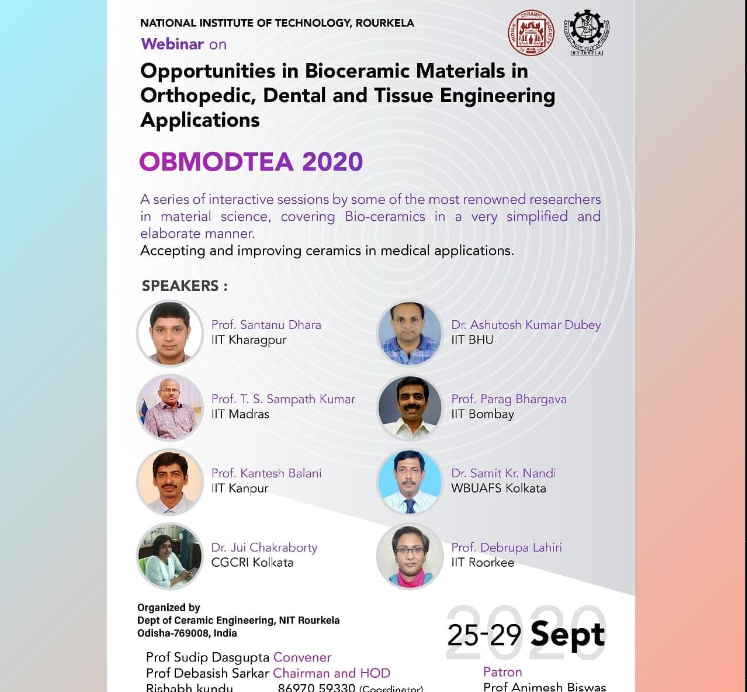 NATIONAL INSTITUTE OF TECHNOLOGY, ROURKELA
Webinar on
Opportunities in Bioceramic Materials in
Orthopedic, Dental and Tissue Engineering
Applications
OBMODTEA 2020
A series of interactive sessions by some of the most renowned researchers
in material science, covering Bio-ceramics in a very simplified and
elaborate manner.
Accepting and improving ceramics in medical applications.
SPEAKERS :
Prof. Santanu Dhara
IIT Kharagpur
Dr. Ashutosh Kumar Dubey
IIT BHU
Prof. T. S. Sampath Kumar
IIT Madras
Prof. Parag Bhargava
IIT Bombay
Prof. Kantesh Balani
IIT Kanpur
Dr. Samit Kr. Nandi
WBUAFS Kolkata
Dr. Jui Chakraborty
CGCRI Kolkata
Prof. Debrupa Lahiri
IIT Roorkee
Organized by
Dept of Ceramic Engineering, NIT Rourkela
Odisha-769008, India
2020
25-29 Sept
Prof Sudip Dasgupta Convener
Prof Debasish Sarkar Chairman and HOD
Rishabh kundu 86970 59330 (Coordinator)
Patron
Prof Animesh Biswas